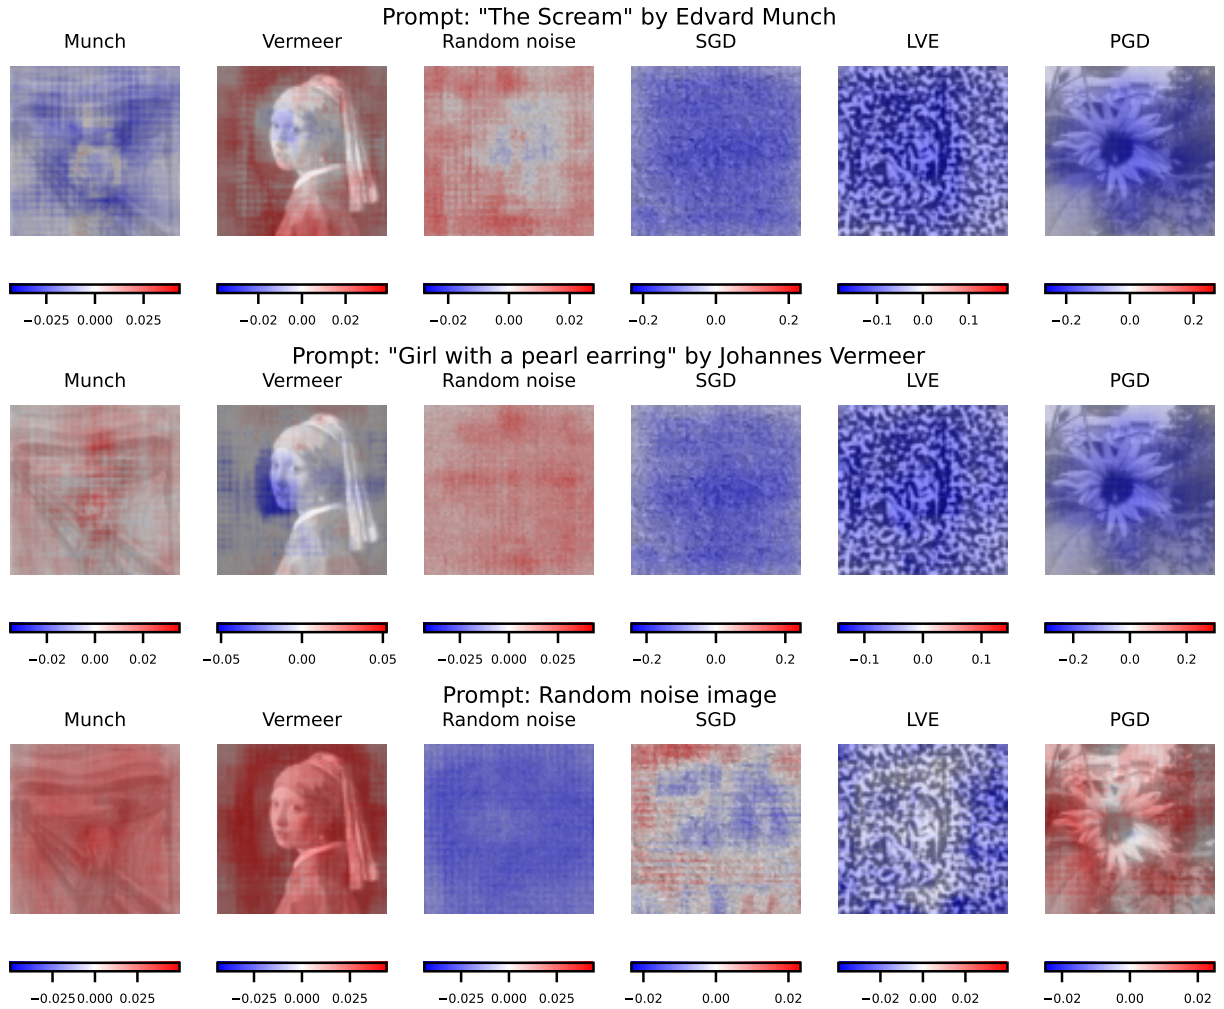 Prompt: "The Scream" by Edvard Munch
Munch Vermeer Random noise SGD LVE PGD
−0.025 0.000 0.025 −0.02 0.00 0.02 −0.02 0.00 0.02 −0.2 0.0 0.2 −0.1 0.0 0.1 −0.2 0.0 0.2
Prompt: "Girl with a pearl earring" by Johannes Vermeer
Munch Vermeer Random noise SGD LVE PGD
−0.02 0.00 0.02 −0.05 0.00 0.05 −0.025 0.000 0.025 −0.2 0.0 0.2 −0.1 0.0 0.1 −0.2 0.0 0.2
Prompt: Random noise image
Munch Vermeer Random noise SGD LVE PGD
−0.025 0.000 0.025 −0.025 0.000 0.025 −0.025 0.000 0.025 −0.02 0.00 0.02 −0.02 0.00 0.02 −0.02 0.00 0.02